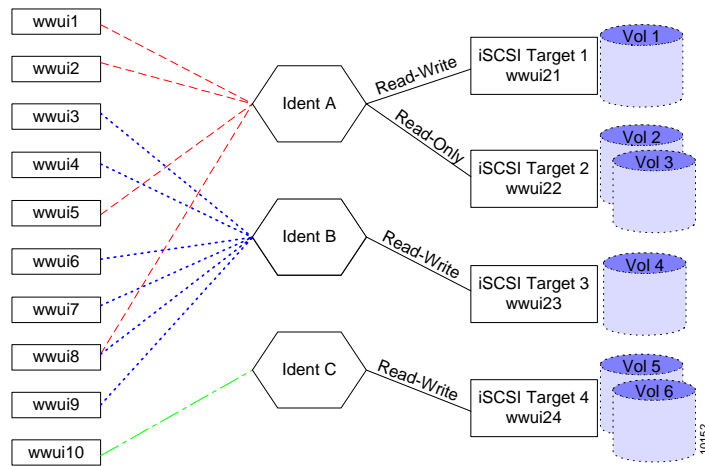 wwui1
wwui2
wwui3
wwui4
wwui5
wwui6
wwui7
wwui8
wwui9
wwui10
Ident A
Ident B
Ident C
Read-Write
Read-Only
Read-Write
Read-Write
iSCSI Target 1
wwui21
iSCSI Target 2
wwui22
iSCSI Target 3
wwui23
iSCSI Target 4
wwui24
Vol 1
Vol 2
Vol 3
Vol 4
Vol 5
Vol 6
10152